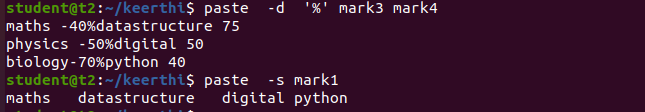 student@t2:~/keerthi$ paste  -d  '%' mark3 mark4
maths -40%datastructure 75
physics -50%digital 50
biology-70%python 40
student@t2:~/keerthi$ paste  -s mark1
maths   datastructure   digital python